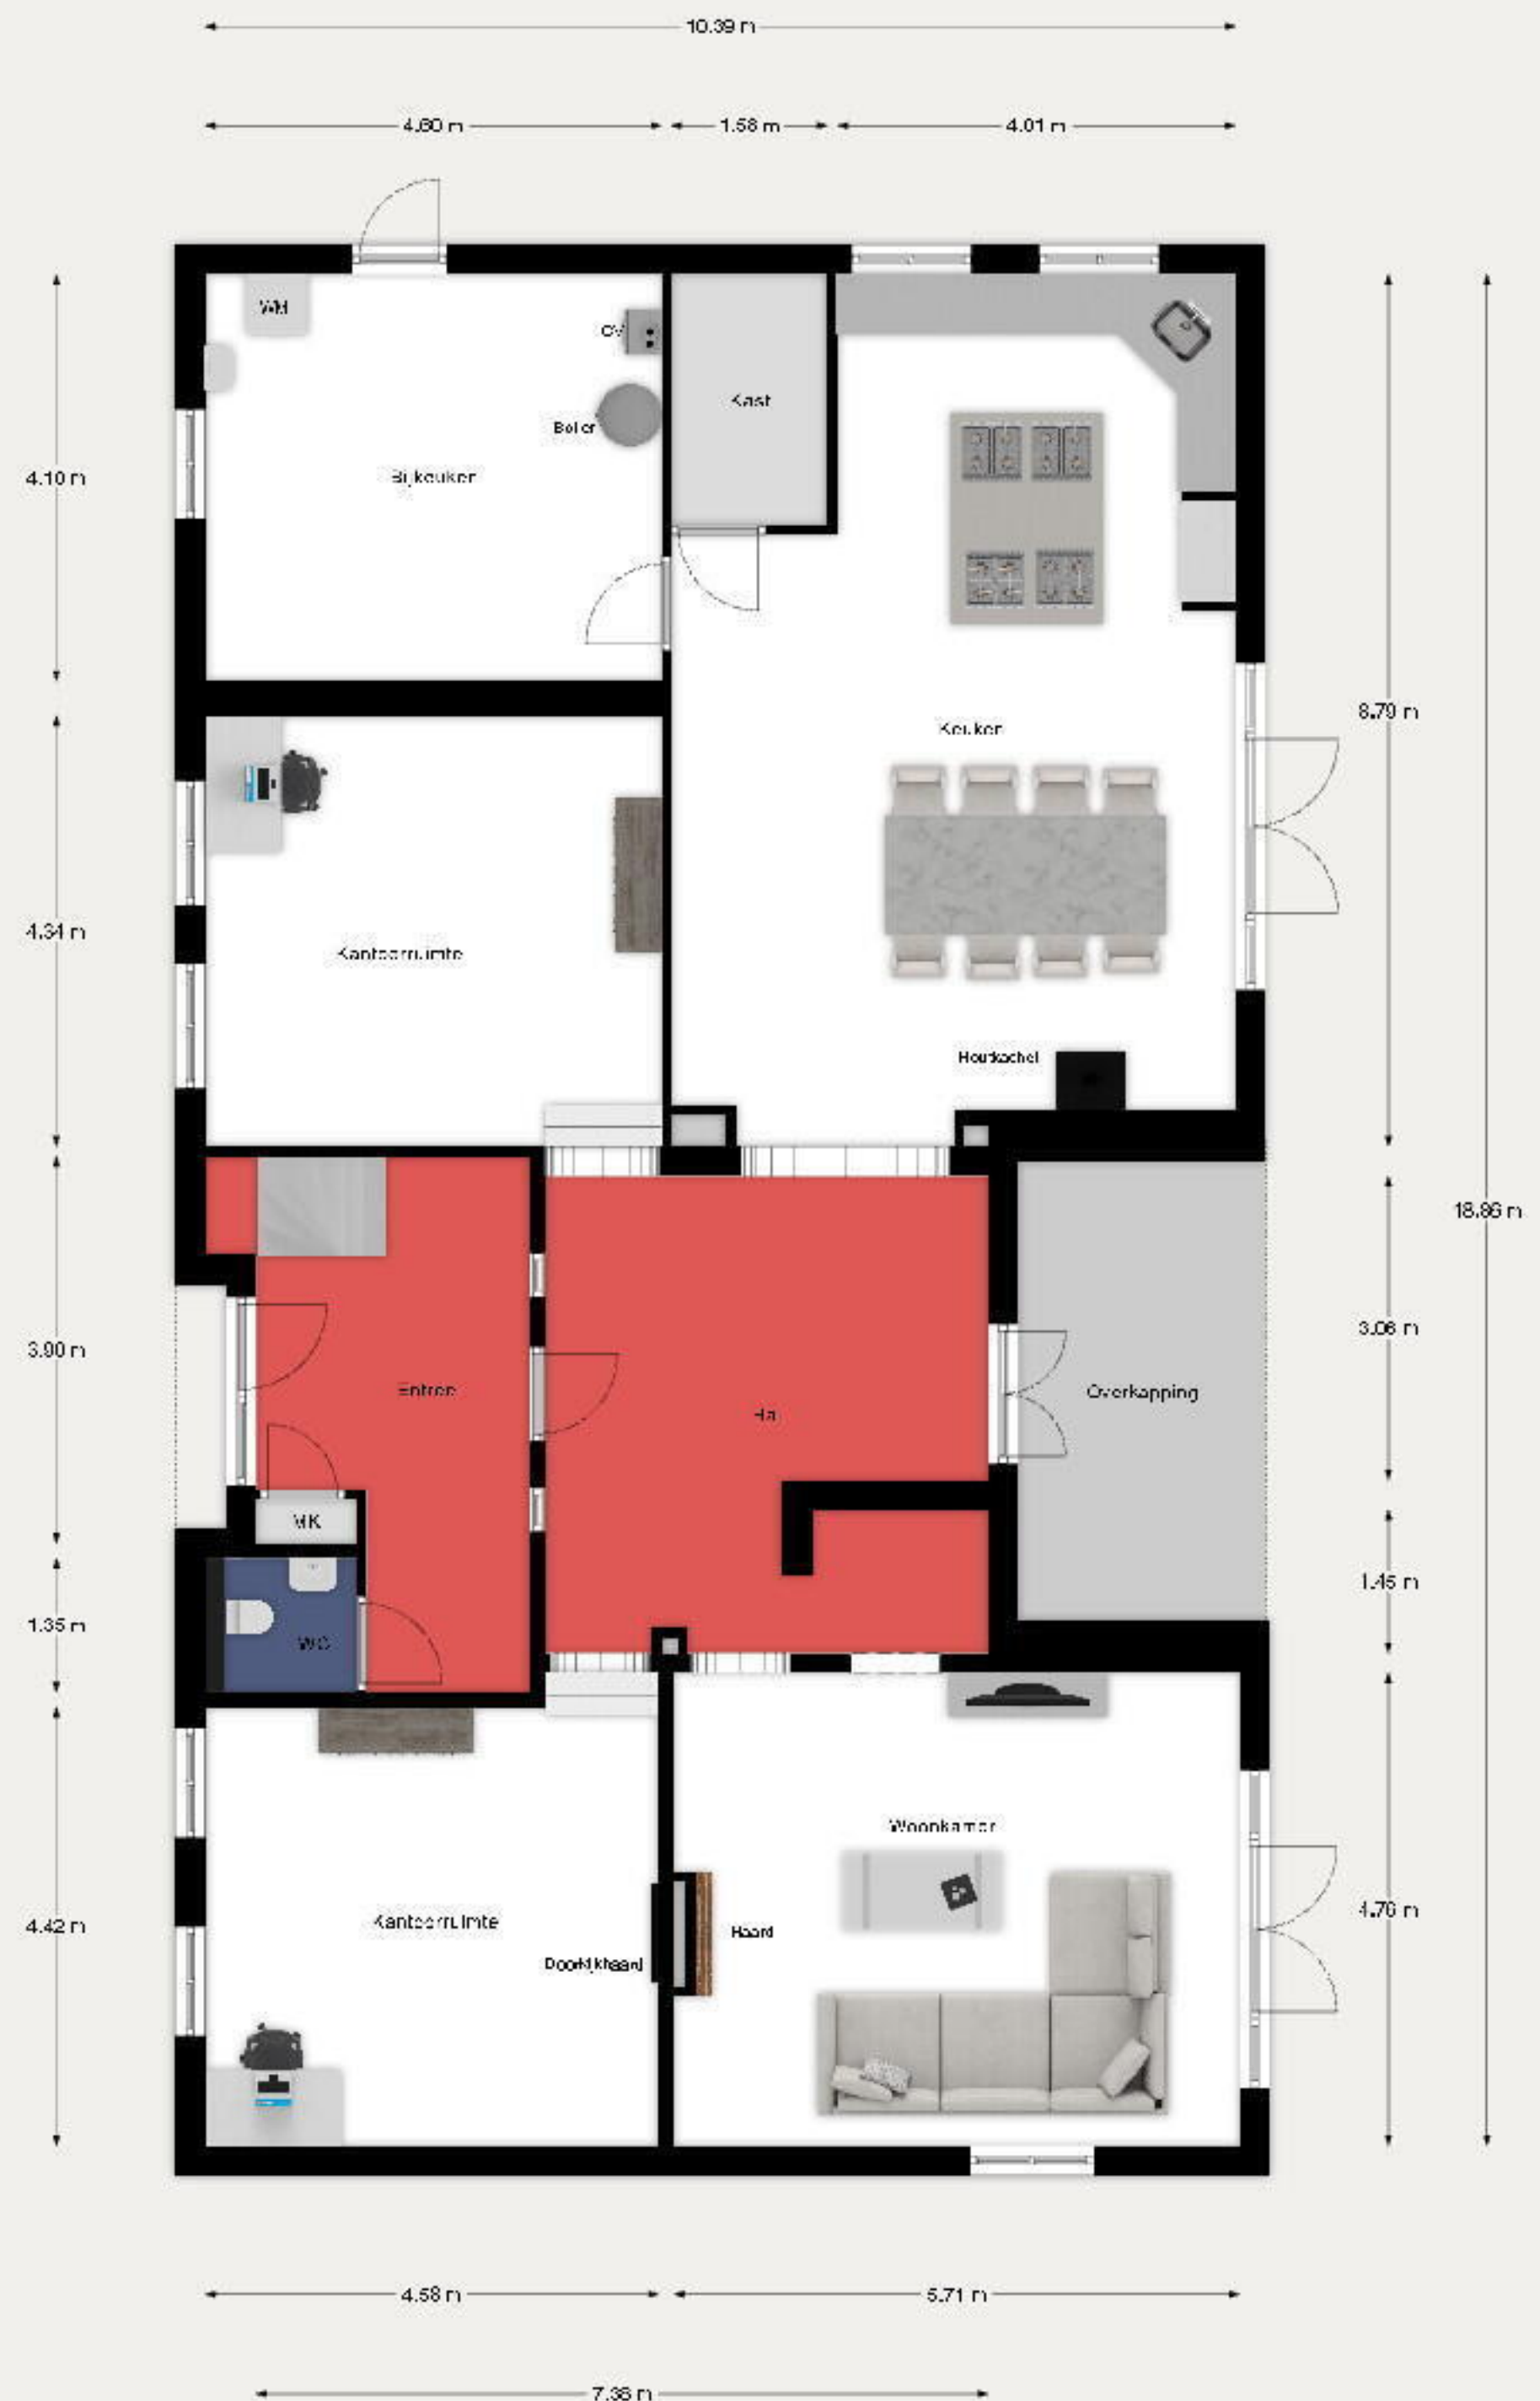 10.39 m
4.60 m
1.58 m
4.01 m
WM
CV
Kast
Boiler
4.10 m
Bijkeuken
8.79 m
Keuken
4.34 m
Kantoorruimte
Houtkachel
18.86 m
3.90 m
3.06 m
Entree
Overkapping
Hal
MK
1.45 m
1.35 m
WC
Woonkamer
4.76 m
4.42 m
Kantoorruimte
Haard
Doorkijkhaard
4.58 m
5.71 m
7.38 m